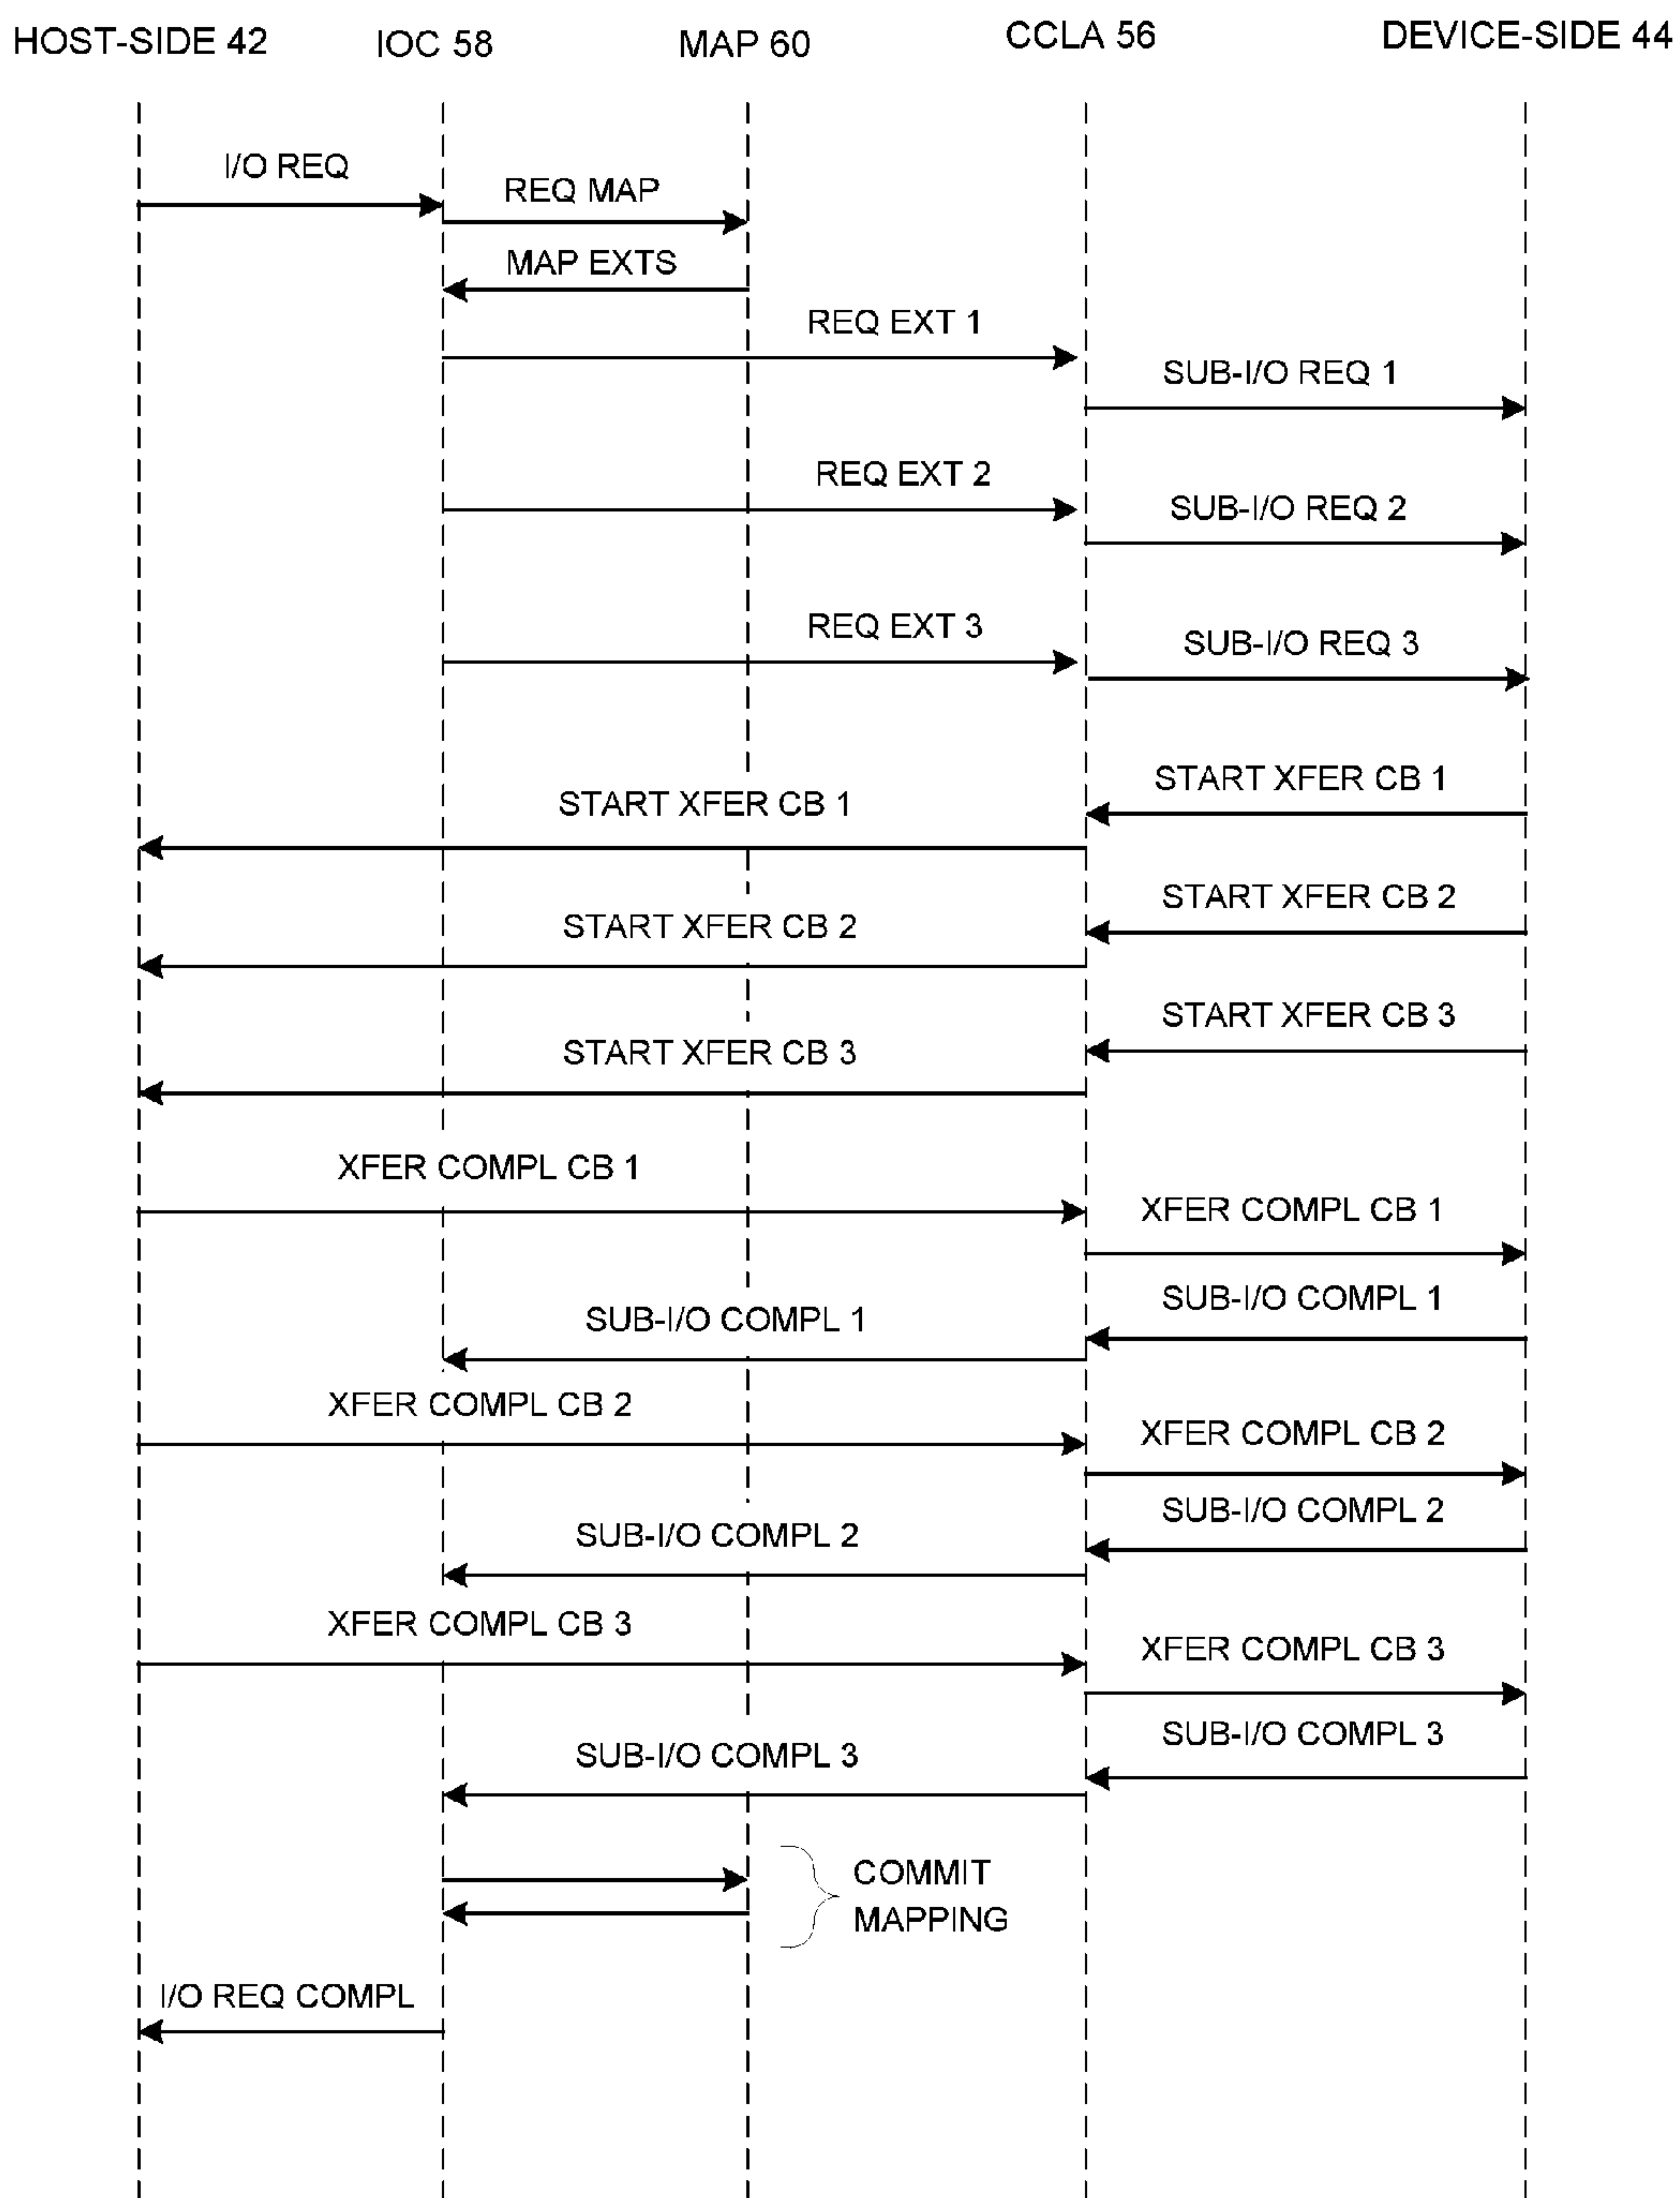 HOST-SIDE 42 IOC 58 MAP 60 CCLA 56 DEVICE-SIDE 44
I/O REQ
REQ MAP
MAP EXTS
REQ EXT 1
SUB-I/O REQ 1
REQ EXT 2
SUB-I/O REQ 2
REQ EXT 3
SUB-I/O REQ 3
START XFER CB 1
START XFER CB 1
START XFER CB 2
START XFER CB 2
START XFER CB 3
START XFER CB 3
XFER COMPL CB 1
XFER COMPL CB 1
SUB-I/O COMPL 1
SUB-I/O COMPL 1
XFER COMPL CB 2
XFER COMPL CB 2
SUB-I/O COMPL 2
SUB-I/O COMPL 2
XFER COMPL CB 3
XFER COMPL CB 3
SUB-I/O COMPL 3
SUB-I/O COMPL 3
COMMIT
MAPPING
I/O REQ COMPL